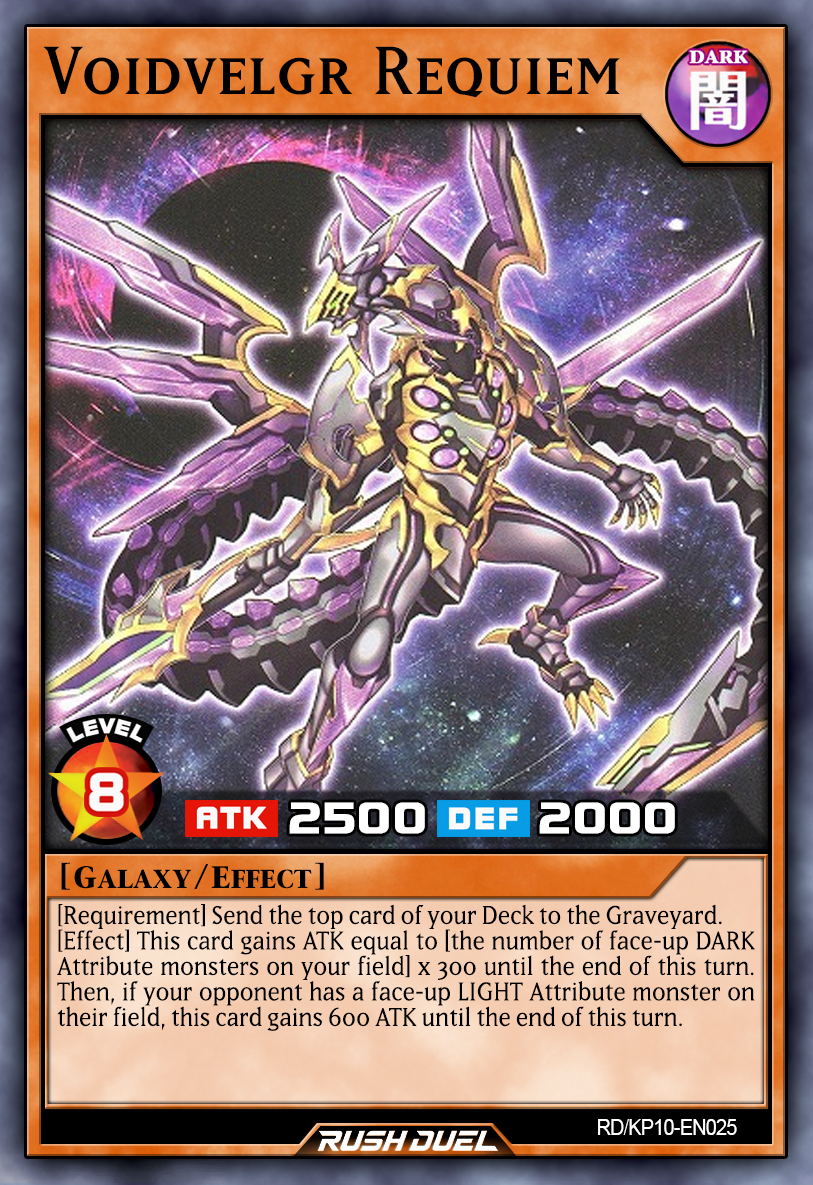 Voidvelgr Requiem
DARK
闇
LEVEL
8
ATK 2500 DEF 2000
[Galaxy/Effect]
[Requirement] Send the top card of your Deck to the Graveyard.
[Effect] This card gains ATK equal to [the number of face-up DARK
Attribute monsters on your field] x 300 until the end of this turn.
Then, if your opponent has a face-up LIGHT Attribute monster on
their field, this card gains 600 ATK until the end of this turn.
RD/KP10-EN025
RUSH DUEL